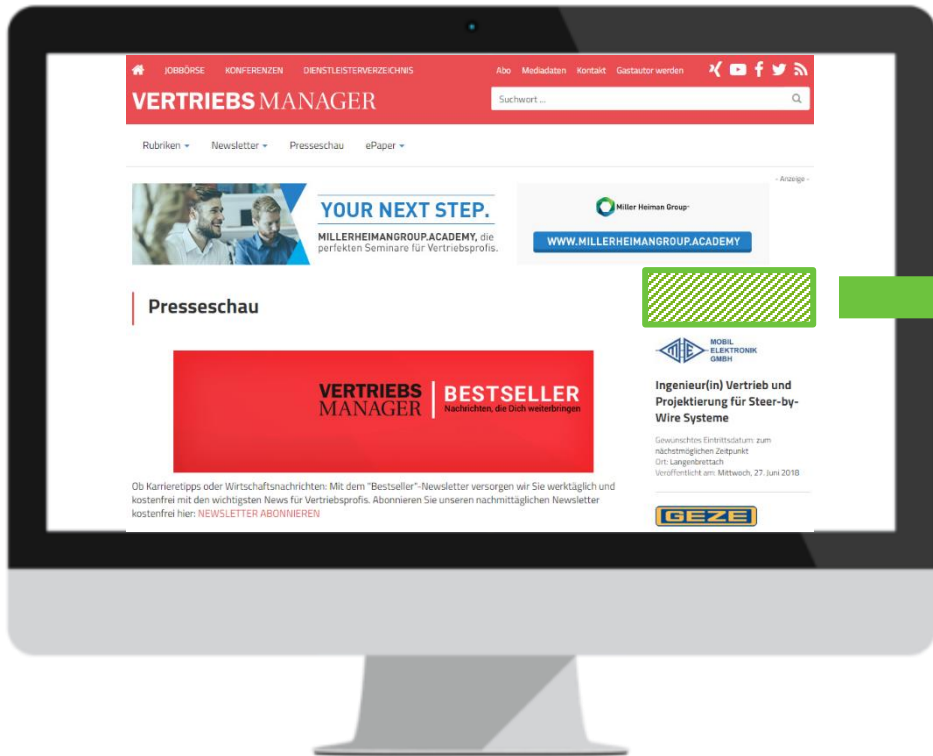 JOBBÖRSE KONFERENZEN DIENSTLEISTERVERZEICHNIS Abo Mediadaten Kontakt Gastautor werden
VERTRIEBSMANAGER
Suchwort ...
Rubriken Newsletter Presseschau ePaper
- Anzeige -
YOUR NEXT STEP.
MILLERHEIMANGROUP.ACADEMY, die
perfekten Seminare für Vertriebsprofis.
Miller Heiman Group
WWW.MILLERHEIMANGROUP.ACADEMY
Presseschau
VERTRIEBS
MANAGER
BESTSELLER
Nachrichten, die Dich weiterbringen
Ob Karrieretipps oder Wirtschaftsnachrichten: Mit dem "Bestseller"-Newsletter versorgen wir Sie werktäglich und
kostenfrei mit den wichtigsten News für Vertriebsprofis. Abonnieren Sie unseren nachmittäglichen Newsletter
kostenfrei hier: NEWSLETTER ABONNIEREN
ME
MOBIL
ELEKTRONIK
GMBH
Ingenieur(in) Vertrieb und
Projektierung für Steer-by-
Wire Systeme
Gewünschtes Eintrittsdatum: zum
nächstmöglichen Zeitpunkt
Ort: Langenbrettach
Veröffentlicht am: Mittwoch, 27. Juni 2018
GEZE